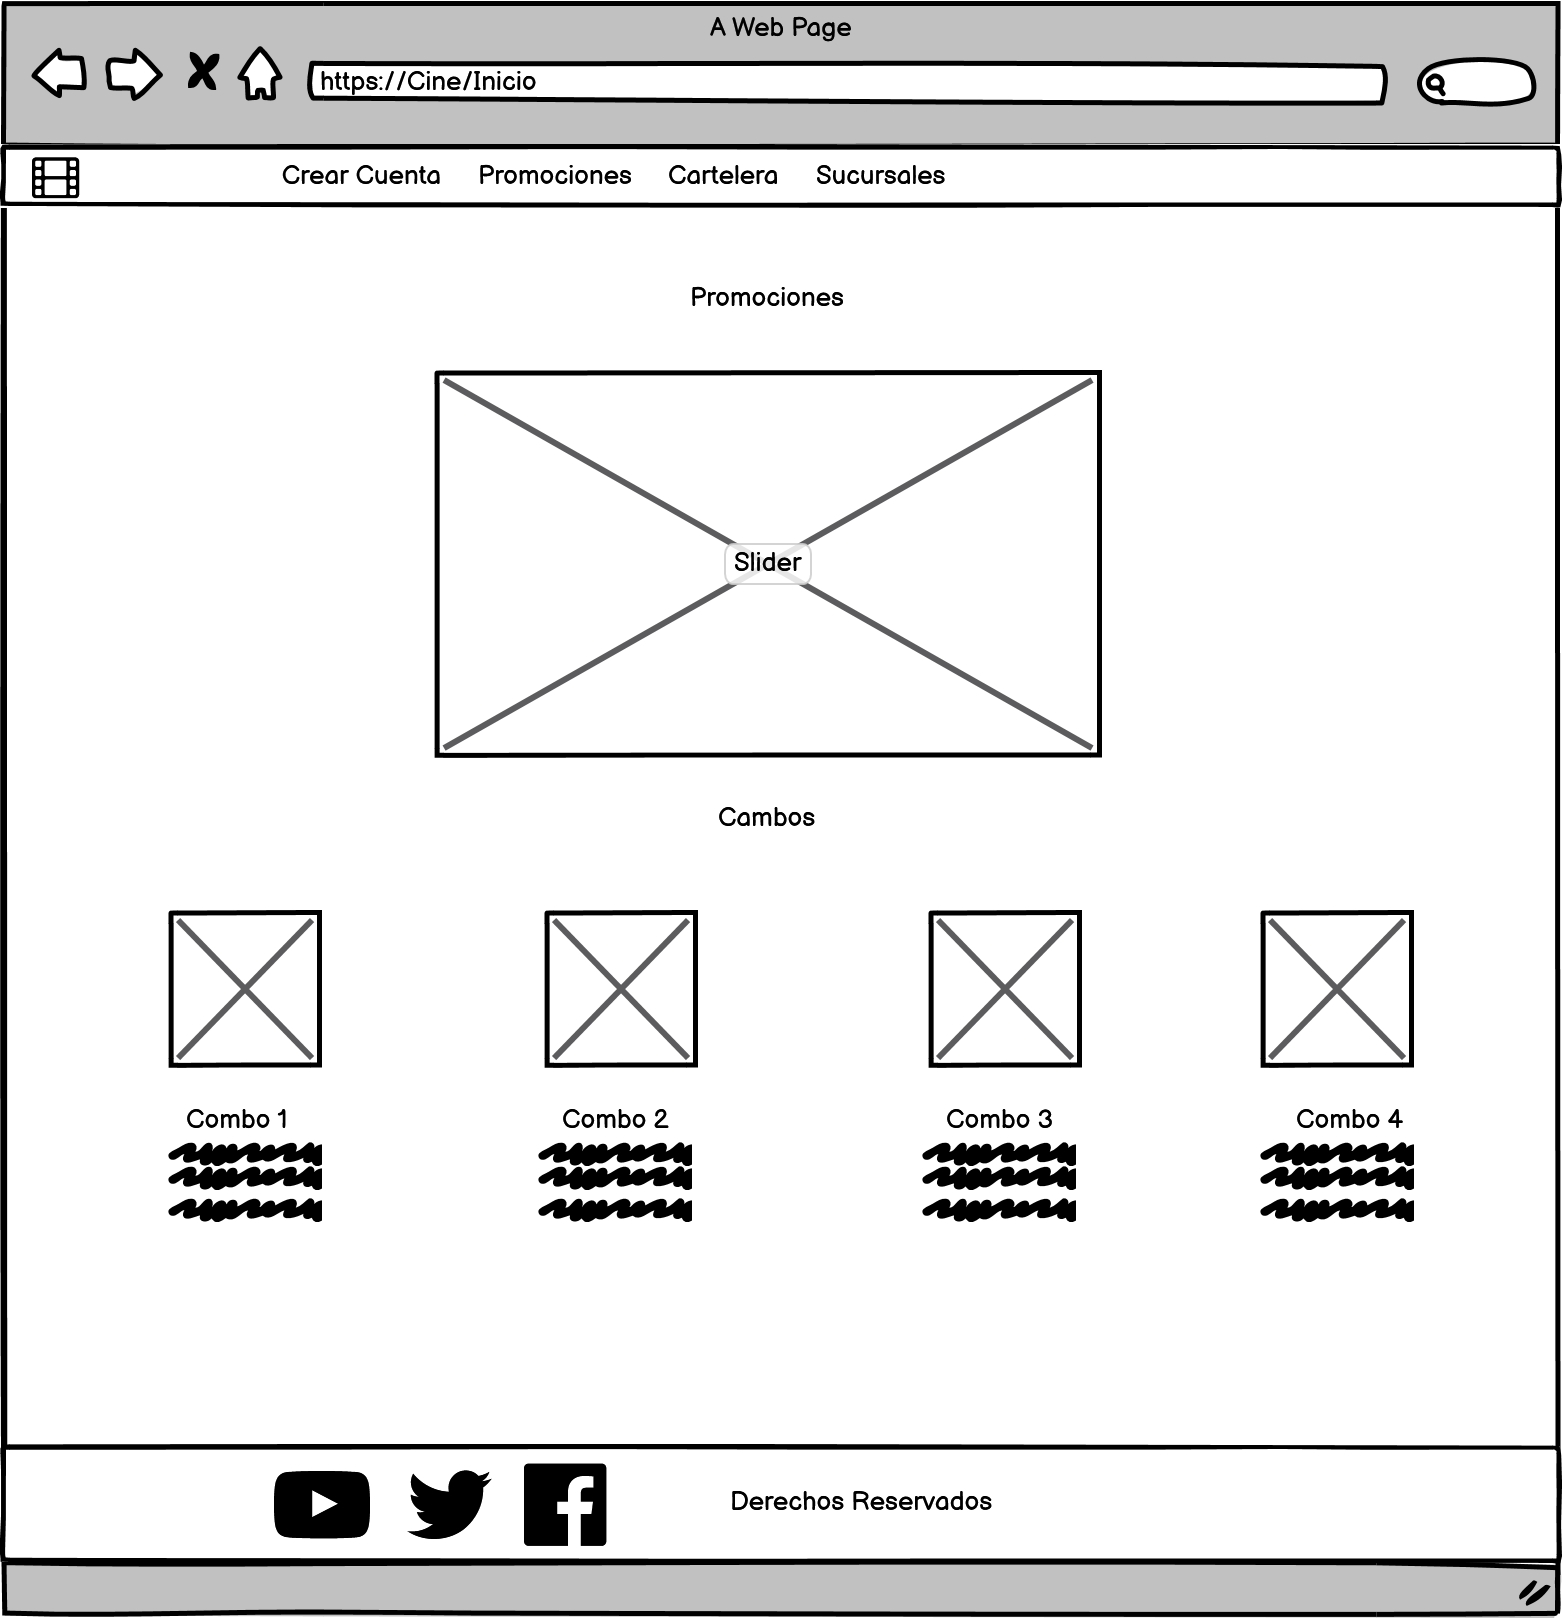 A Web Page
https://Cine/Inicio
Crear Cuenta Promociones Cartelera Sucursales
Promociones
Slider
Cambos
Combo 1 Combo 2 Combo 3 Combo 4
Derechos Reservados